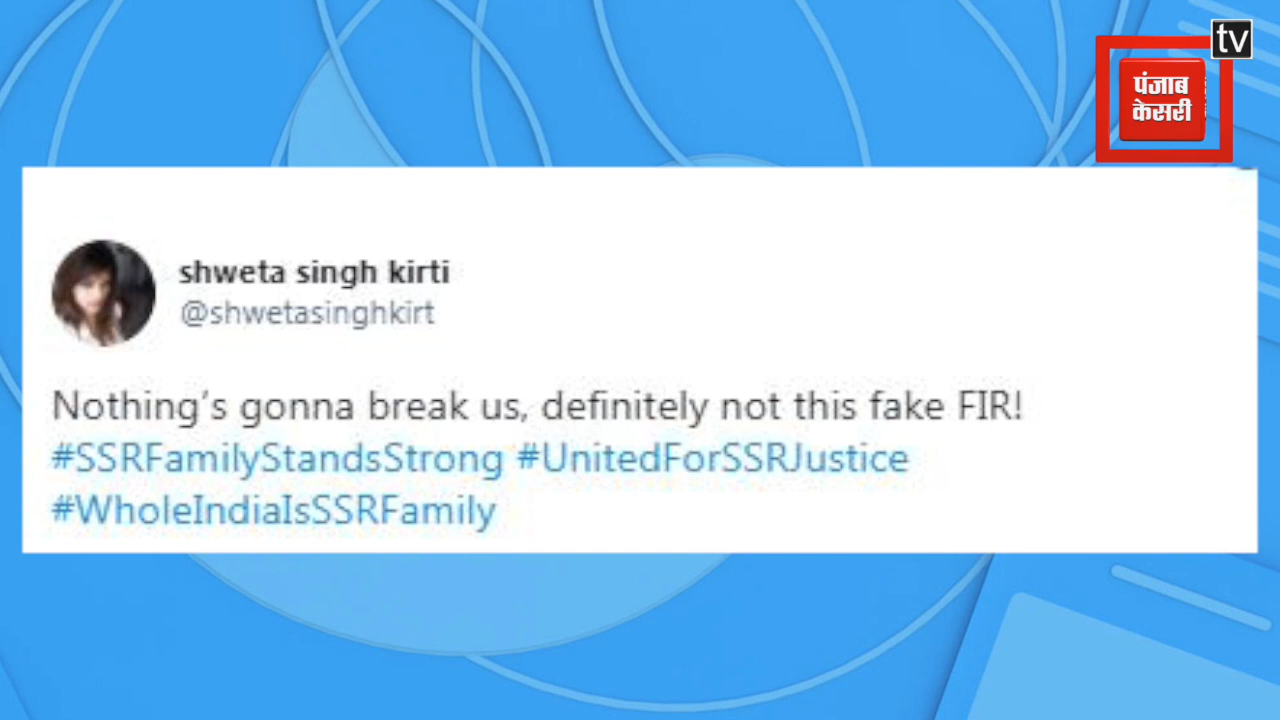 tv
पंजाब
केसरी
shweta singh kirti
@shwetasinghkirt
Nothing's gonna break us, definitely not this fake FIR!
#SSRFamilyStandsStrong #UnitedForSSRJustice
#WholeIndiaIsSSRFamily